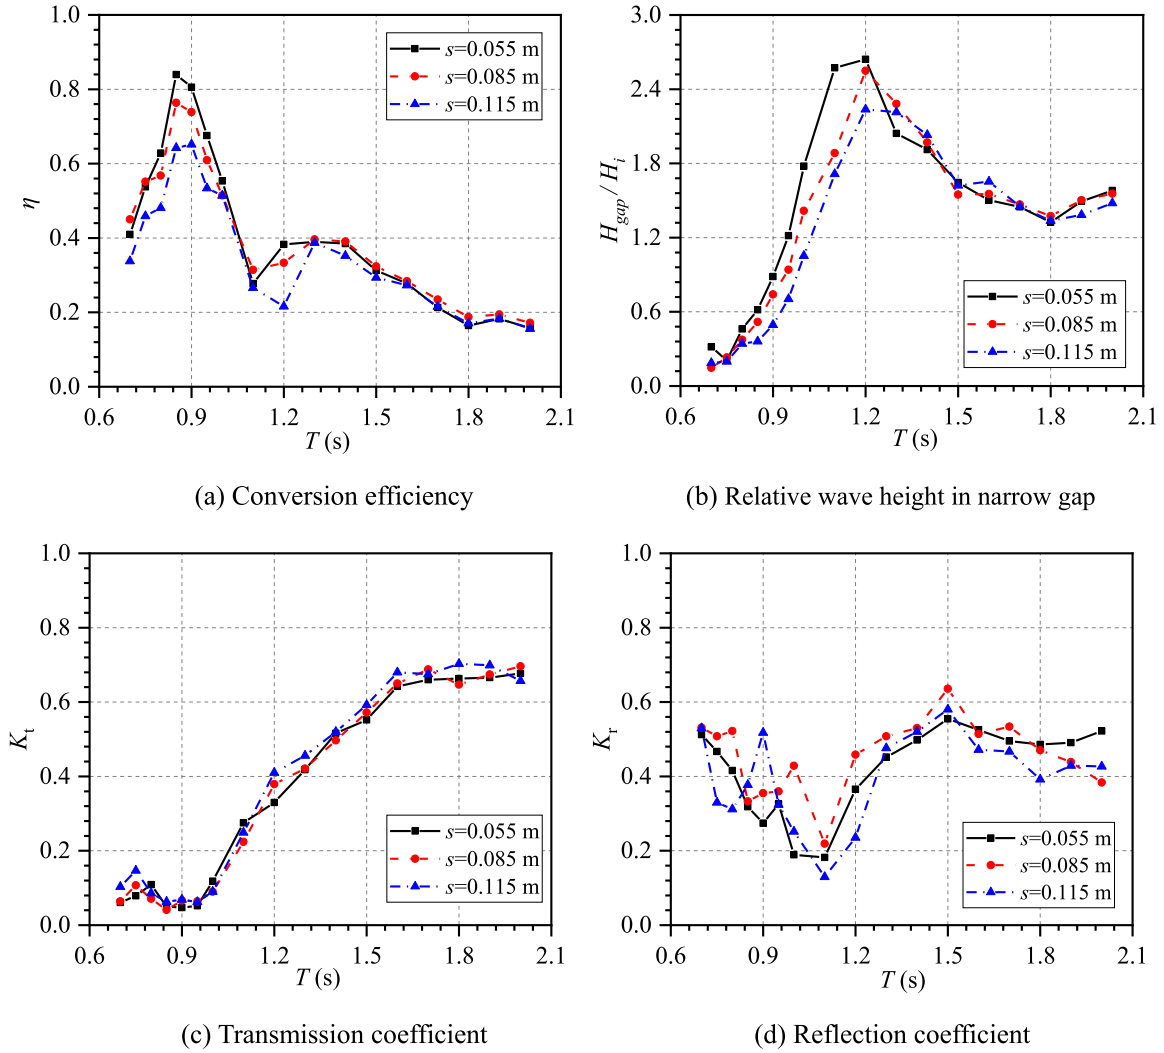 1.0
0.8
0.6
0.4
0.2
0.0
η
s=0.055 m
s=0.085 m
s=0.115 m
0.6 0.9 1.2 1.5 1.8 2.1
T (s)
(a) Conversion efficiency
3.0
2.4
1.8
1.2
0.6
0.0
H_gap / H_i
s=0.055 m
s=0.085 m
s=0.115 m
0.6 0.9 1.2 1.5 1.8 2.1
T (s)
(b) Relative wave height in narrow gap
1.0
0.8
0.6
0.4
0.2
0.0
K_t
s=0.055 m
s=0.085 m
s=0.115 m
0.6 0.9 1.2 1.5 1.8 2.1
T (s)
(c) Transmission coefficient
1.0
0.8
0.6
0.4
0.2
0.0
K_r
s=0.055 m
s=0.085 m
s=0.115 m
0.6 0.9 1.2 1.5 1.8 2.1
T (s)
(d) Reflection coefficient